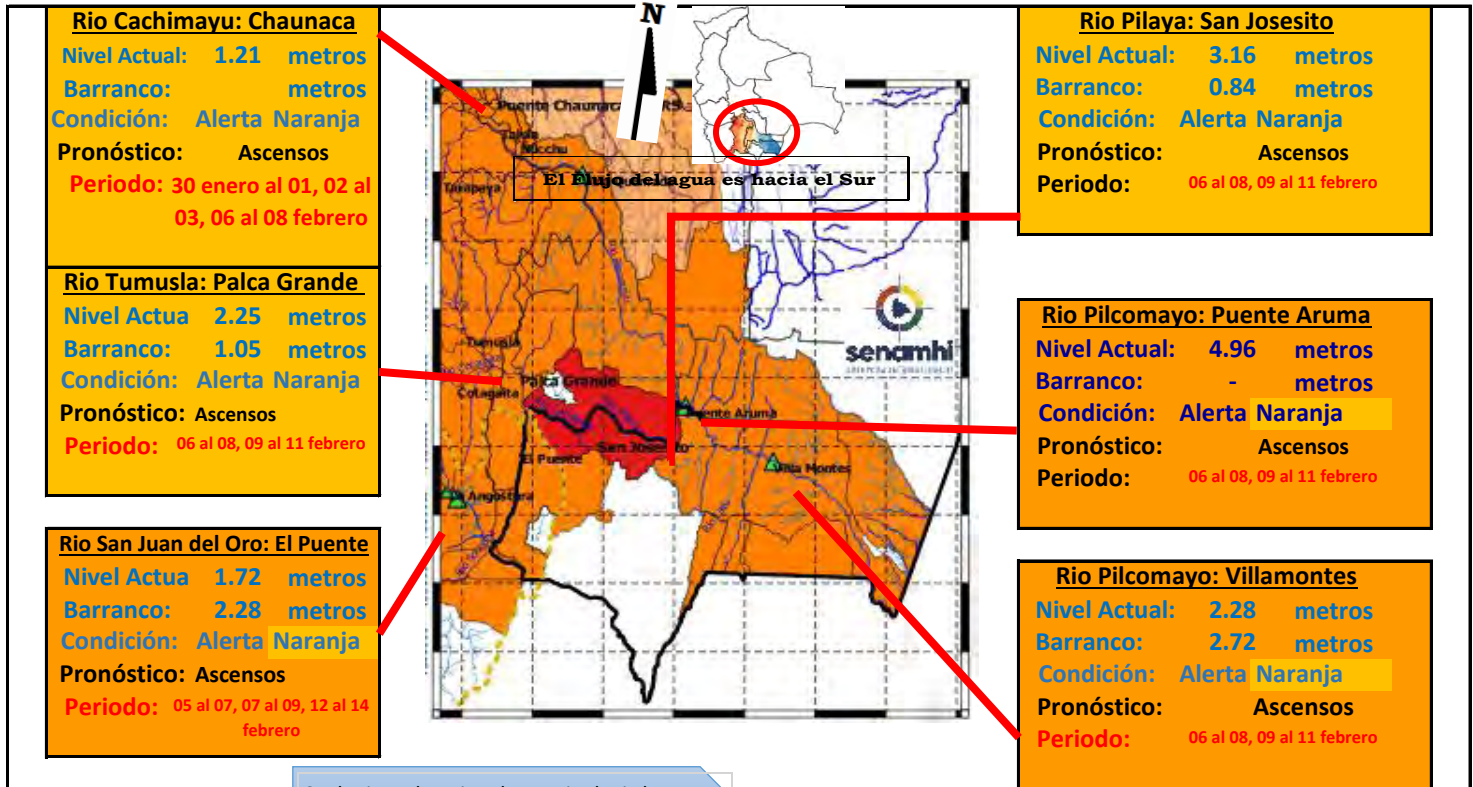 Rio Cachimayu: Chaunaca
Nivel Actual: 1.21 metros
Barranco: metros
Condición: Alerta Naranja
Pronóstico: Ascensos
Periodo: 30 enero al 01, 02 al
03, 06 al 08 febrero
Rio Tumusla: Palca Grande
Nivel Actua 2.25 metros
Barranco: 1.05 metros
Condición: Alerta Naranja
Pronóstico: Ascensos
Periodo: 06 al 08, 09 al 11 febrero
Rio San Juan del Oro: El Puente
Nivel Actua 1.72 metros
Barranco: 2.28 metros
Condición: Alerta Naranja
Pronóstico: Ascensos
Periodo: 05 al 07, 07 al 09, 12 al 14
febrero
N
Puente Chaunaca
Talula
Ñucchu
El Flujo del agua es hacia el Sur
Tarapaya
senamhi
Tumusla
Palca Grande
Cotagaita
Puente Aruma
San Josesito
El Puente
Villa Montes
Angostura
Rio Pilaya: San Josesito
Nivel Actual: 3.16 metros
Barranco: 0.84 metros
Condición: Alerta Naranja
Pronóstico: Ascensos
Periodo: 06 al 08, 09 al 11 febrero
Rio Pilcomayo: Puente Aruma
Nivel Actual: 4.96 metros
Barranco: - metros
Condición: Alerta Naranja
Pronóstico: Ascensos
Periodo: 06 al 08, 09 al 11 febrero
Rio Pilcomayo: Villamontes
Nivel Actual: 2.28 metros
Barranco: 2.72 metros
Condición: Alerta Naranja
Pronóstico: Ascensos
Periodo: 06 al 08, 09 al 11 febrero